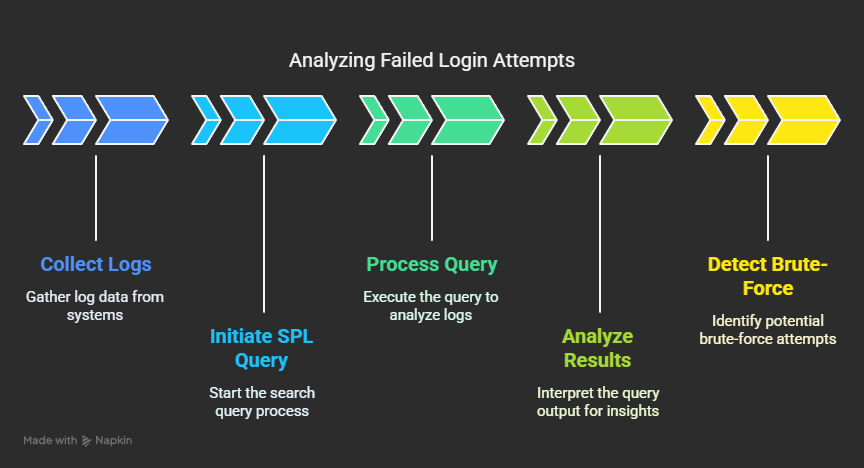 Analyzing Failed Login Attempts
Collect Logs
Gather log data from
systems
Initiate SPL
Query
Start the search
query process
Process Query
Execute the query to
analyze logs
Analyze
Results
Interpret the query
output for insights
Detect Brute-
Force
Identify potential
brute-force attempts
Made with Napkin